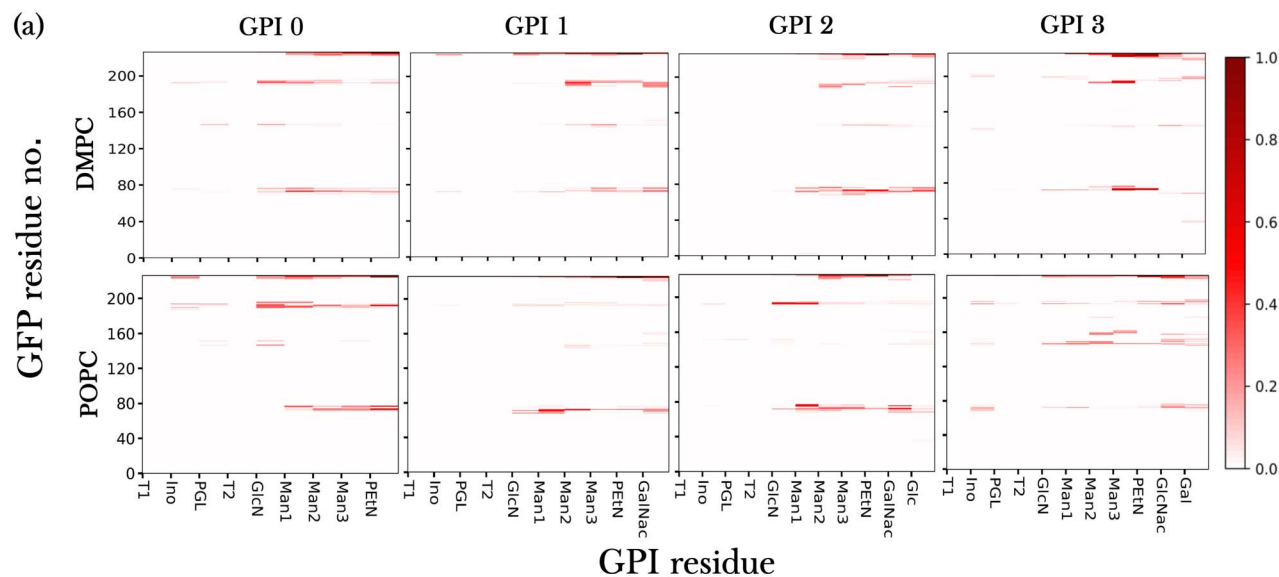 (a)
GPI 0 GPI 1 GPI 2 GPI 3
GFP residue no.
DMPC
200
160
120
80
40
0
POPC
200
160
120
80
40
0
T1 Ino PGL T2 GlcN Man1 Man2 Man3 PEtN
T1 Ino PGL T2 GlcN Man1 Man2 Man3 PEtN GalNac
T1 Ino PGL T2 GlcN Man1 Man2 Man3 PEtN GalNac Glc
T1 Ino PGL T2 GlcN Man1 Man2 Man3 PEtN GlcNac Gal
GPI residue
1.0
0.8
0.6
0.4
0.2
0.0